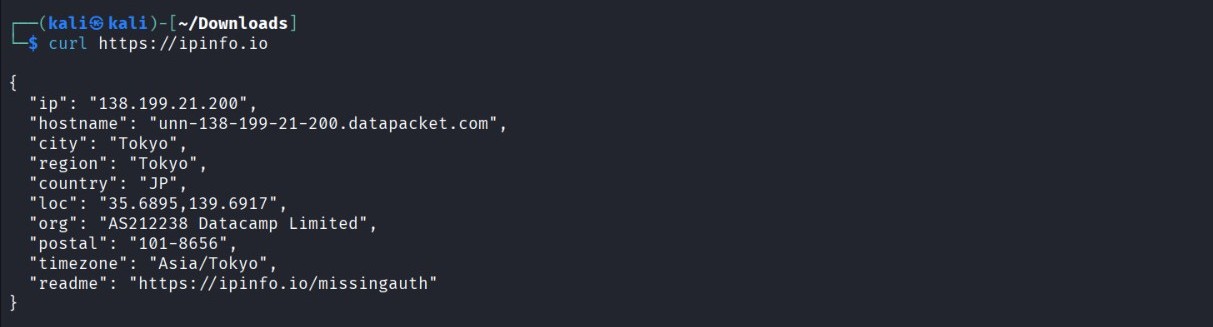 ┌──(kali㉿kali)-[~/Downloads]
└─$ curl https://ipinfo.io
{
  "ip": "138.199.21.200",
  "hostname": "unn-138-199-21-200.datapacket.com",
  "city": "Tokyo",
  "region": "Tokyo",
  "country": "JP",
  "loc": "35.6895,139.6917",
  "org": "AS212238 Datacamp Limited",
  "postal": "101-8656",
  "timezone": "Asia/Tokyo",
  "readme": "https://ipinfo.io/missingauth"
}